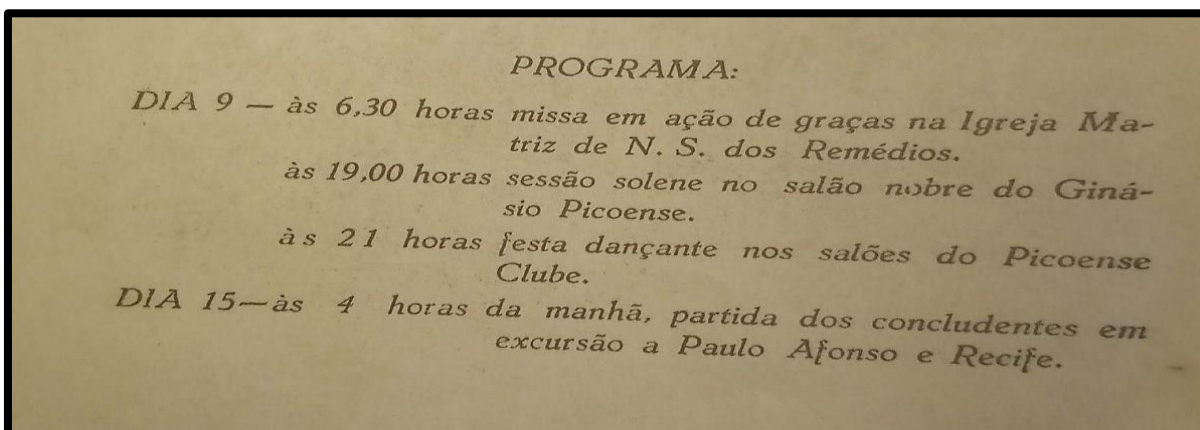 PROGRAMA:
DIA 9 — às 6,30 horas missa em ação de graças na Igreja Ma-
triz de N. S. dos Remédios.
às 19,00 horas sessão solene no salão nobre do Giná-
sio Picoense.
às 21 horas festa dançante nos salões do Picoense
Clube.
DIA 15—às 4 horas da manhã, partida dos concludentes em
excursão a Paulo Afonso e Recife.